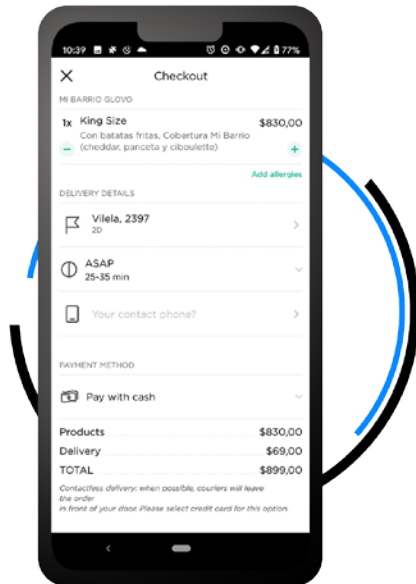 10:39
77%
Checkout
MI BARRIO GLOVO
1x King Size $830,00
Con batatas fritas, Cobertura Mi Barrio
(cheddar, panceta y ciboulette)
Add allergies
DELIVERY DETAILS
Vilela, 2397
2D
ASAP
25-35 min
Your contact phone?
PAYMENT METHOD
Pay with cash
Products $830,00
Delivery $69,00
TOTAL $899,00
Contactless delivery: when possible, couriers will leave
the order
in front of your door. Please select credit card for this option.